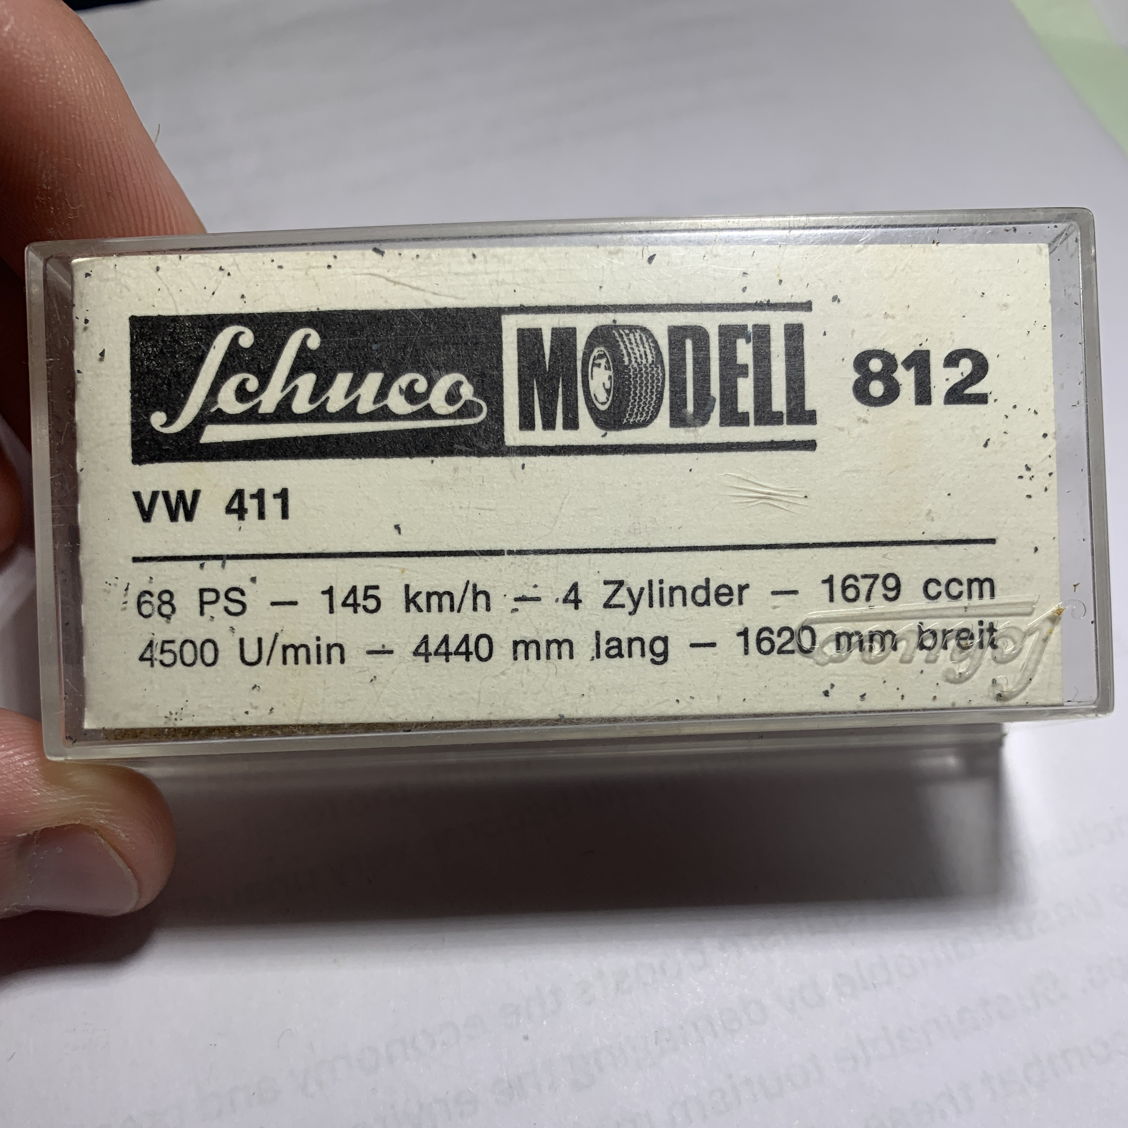 Schuco MODELL 812
VW 411
68 PS — 145 km/h — 4 Zylinder — 1679 ccm
4500 U/min — 4440 mm lang — 1620 mm breit
Schuco